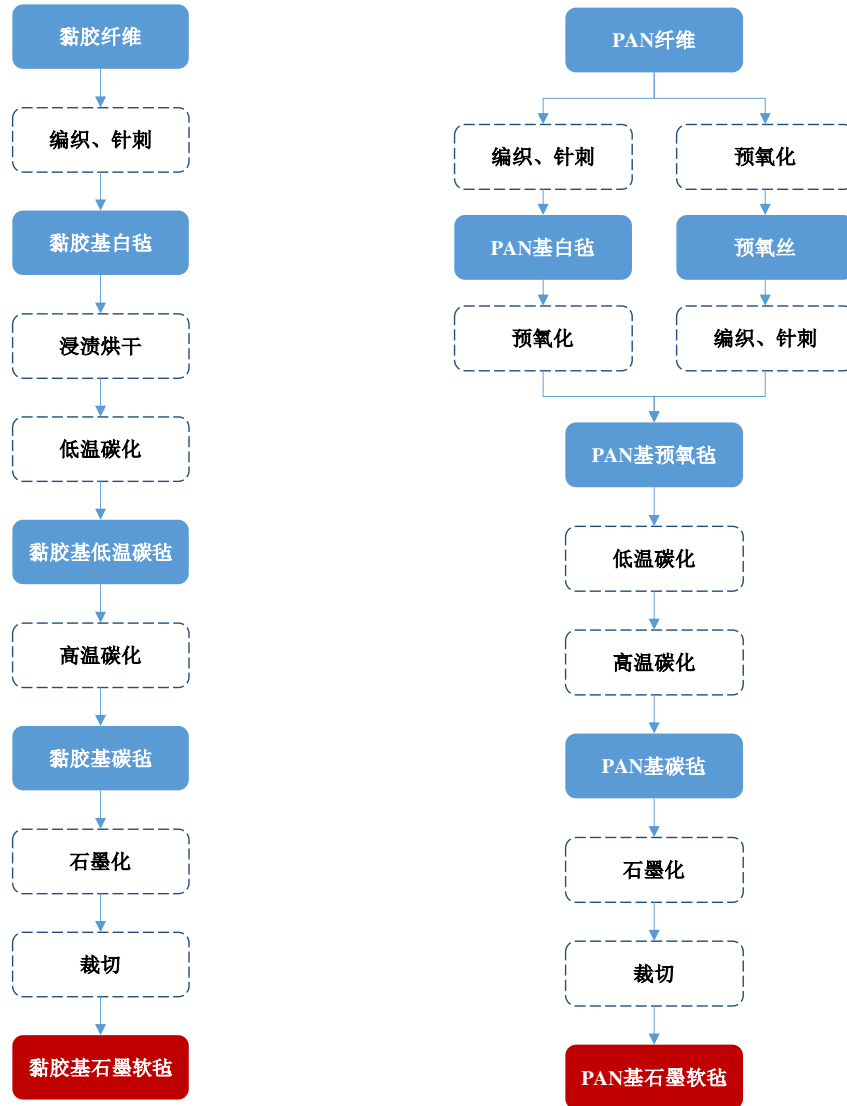 黏胶纤维
编织、针刺
黏胶基白毡
浸渍烘干
低温碳化
黏胶基低温碳毡
高温碳化
黏胶基碳毡
石墨化
裁切
黏胶基石墨软毡
PAN纤维
编织、针刺
预氧化
PAN基白毡
预氧丝
预氧化
编织、针刺
PAN基预氧毡
低温碳化
高温碳化
PAN基碳毡
石墨化
裁切
PAN基石墨软毡